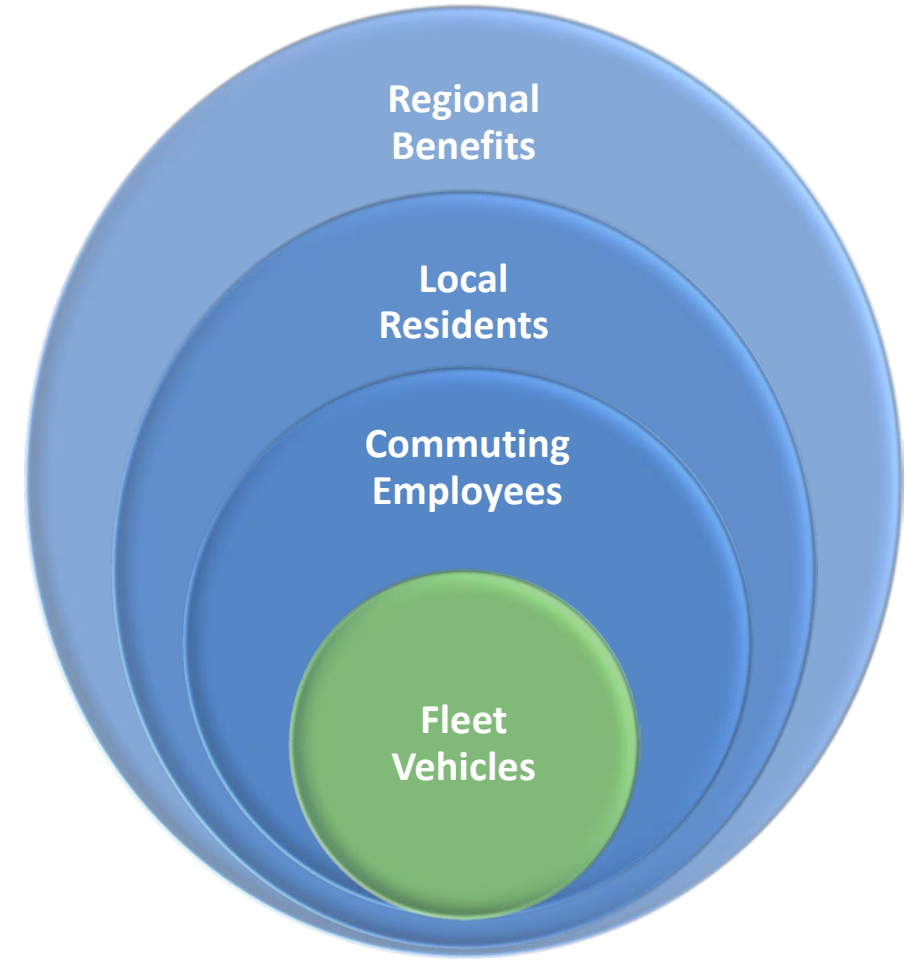 Regional
Benefits
Local
Residents
Commuting
Employees
Fleet
Vehicles